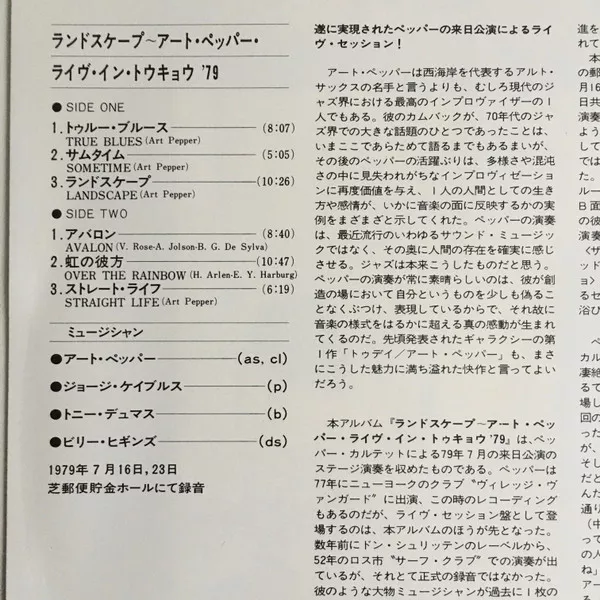 ランドスケープ~アート・ペッパー・
ライヴ・イン・トウキョウ '79
● SIDE ONE
1.トゥルー・ブルース (8:07)
TRUE BLUES (Art Pepper)
2.サムタイム (5:05)
SOMETIME (Art Pepper)
3.ランドスケープ (10:26)
LANDSCAPE (Art Pepper)
● SIDE TWO
1.アバロン (8:40)
AVALON (V. Rose-A. Jolson-B. G. De Sylva)
2.虹の彼方 (10:47)
OVER THE RAINBOW (H. Arlen-E. Y. Harburg)
3.ストレート・ライフ (6:19)
STRAIGHT LIFE (Art Pepper)
ミュージシャン
●アート・ペッパー (as, cl)
●ジョージ・ケイブルス (p)
●トニー・デュマス (b)
●ビリー・ヒギンズ (ds)
1979年7月16日, 23日
芝郵便貯金ホールにて録音
遂に実現されたペッパーの来日公演によるライ
ヴ・セッション!
アート・ペッパーは西海岸を代表するアルト・
サックスの名手と言うよりも、むしろ現代のジ
ャズ界における最高のインプロヴァイザーの1
人でもある。彼のカムバックが、70年代のジャ
ズ界での大きな話題のひとつであったことは、
いまここであらためて語るまでもあるまいが、
その後のペッパーの活躍ぶりは、多様さや混沌
さの中に見失われがちなインプロヴィゼーショ
ンに再度価値を与え、1人の人間としての生き
方や感情が、いかに音楽の面に反映するかの実
例をまざまざと示してくれた。ペッパーの演奏
は、最近流行のいわゆるサウンド・ミュージッ
クではなく、その奥に人間の存在を確実に感じ
させる。ジャズは本来こうしたものだと思う。
ペッパーの演奏が常に素晴らしいのは、彼が創
造の場において自分というものを少しも偽るこ
となくぶつけ、表現しているからで、それ故に
音楽の様式をはるかに超える真の感動が生まれ
てくるのだ。先頃発表されたギャラクシーの第
1作「トゥデイ/アート・ペッパー」も、まさ
にこうした魅力に満ち溢れた快作と言ってよい
だろう。
本アルバム『ランドスケープ~アート・ペッ
パー・ライヴ・イン・トゥキョウ'79』は、ペッ
パー・カルテットによる79年7月の来日公演の
ステージ演奏を収めたものである。ペッパーは
77年にニューヨークのクラブ〝ヴィレッジ・ヴ
ァンガード〟に出演、この時のレコーディング
もあるのだが、ライヴ・セッション盤として登
場するのは、本アルバムのほうが先となった。
数年前にドン・シュリッテンのレーベルから、
52年のロス市〝サーフ・クラブ〟での演奏が出
ているが、それとて正式の録音ではなかった。
彼のような大物ミュージシャンが過去に1枚の